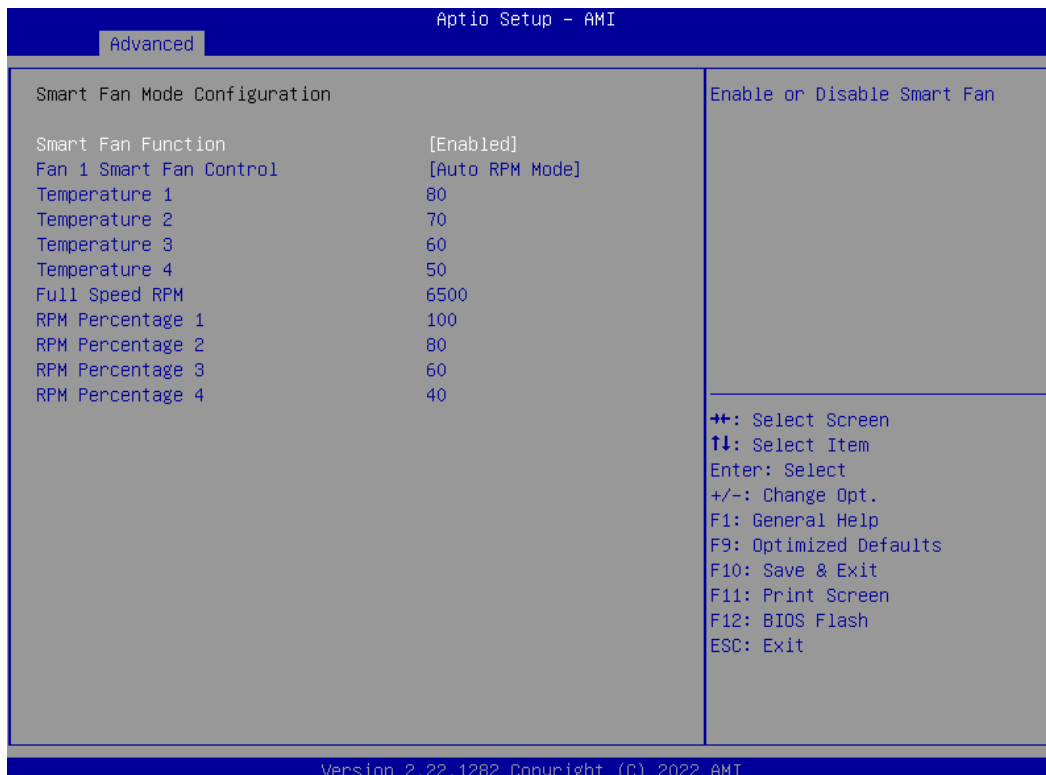 Aptio Setup – AMI
Advanced
Smart Fan Mode Configuration
Smart Fan Function [Enabled]
Fan 1 Smart Fan Control [Auto RPM Mode]
Temperature 1 80
Temperature 2 70
Temperature 3 60
Temperature 4 50
Full Speed RPM 6500
RPM Percentage 1 100
RPM Percentage 2 80
RPM Percentage 3 60
RPM Percentage 4 40
Enable or Disable Smart Fan
→←: Select Screen
↑↓: Select Item
Enter: Select
+/-: Change Opt.
F1: General Help
F9: Optimized Defaults
F10: Save & Exit
F11: Print Screen
F12: BIOS Flash
ESC: Exit
Version 2.22.1282 Copyright (C) 2022 AMI